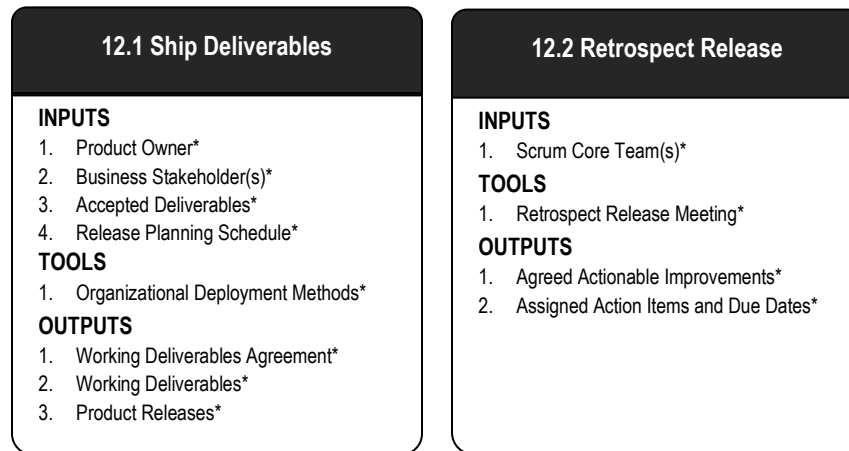 12.1 Ship Deliverables
INPUTS
1. Product Owner*
2. Business Stakeholder(s)*
3. Accepted Deliverables*
4. Release Planning Schedule*
TOOLS
1. Organizational Deployment Methods*
OUTPUTS
1. Working Deliverables Agreement*
2. Working Deliverables*
3. Product Releases*
12.2 Retrospect Release
INPUTS
1. Scrum Core Team(s)*
TOOLS
1. Retrospect Release Meeting*
OUTPUTS
1. Agreed Actionable Improvements*
2. Assigned Action Items and Due Dates*